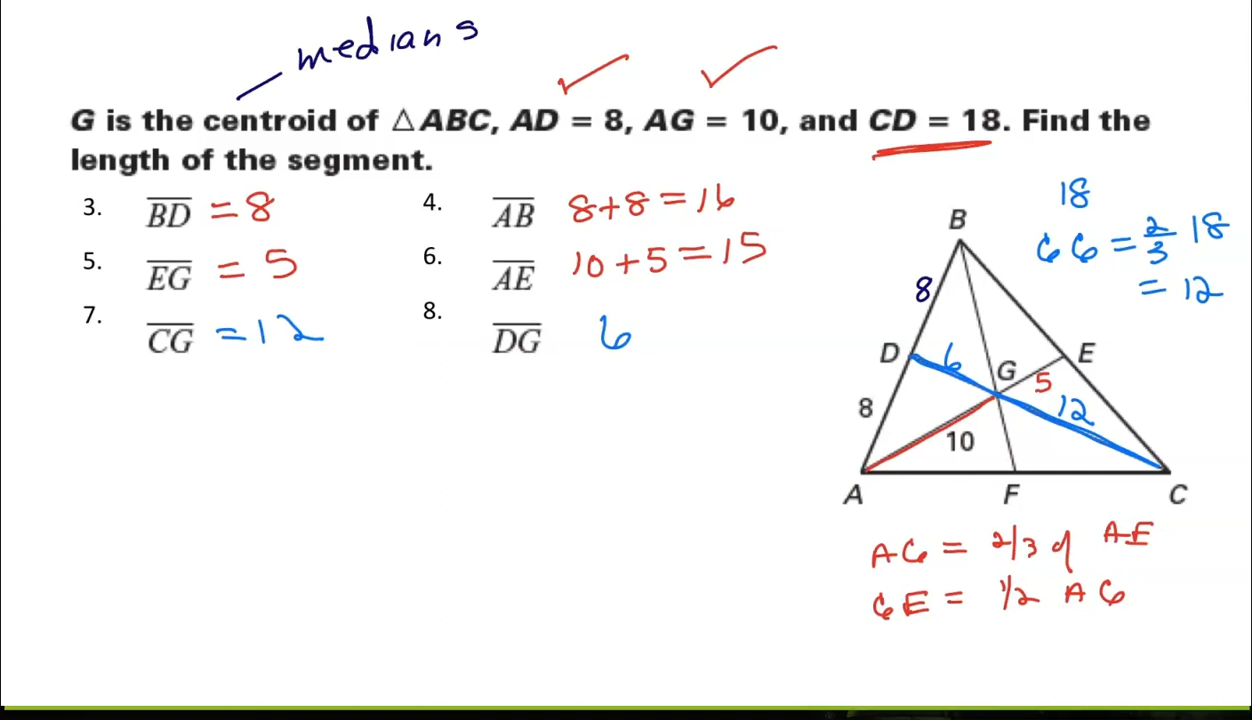 medians
G is the centroid of △ABC, AD = 8, AG = 10, and CD = 18. Find the
length of the segment.
3. BD = 8
4. AB 8+8=16
5. EG = 5
6. AE 10+5=15
7. CG =12
8. DG 6
18
GG = 2/3 18
= 12
B
8
D
6
G
E
5
8
12
10
A
F
C
AG = 2/3 of AE
GE = 1/2 AG